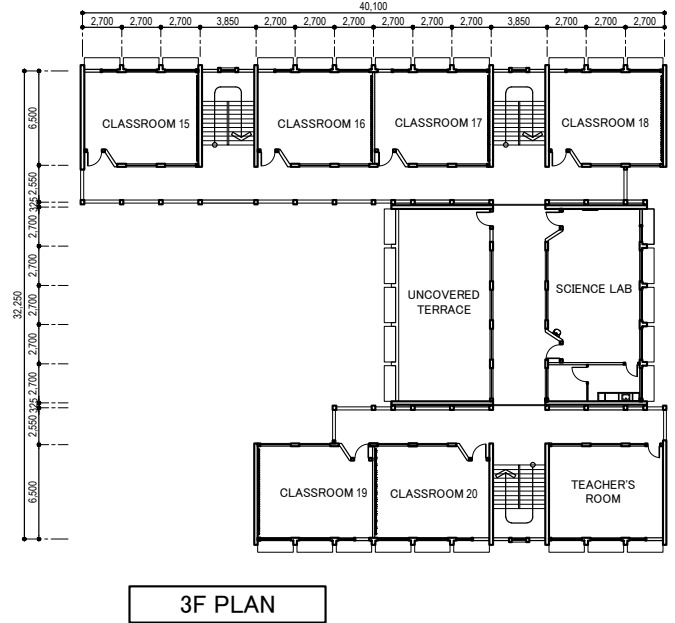 40,100
2,700 2,700 2,700 3,850 2,700 2,700 2,700 2,700 2,700 2,700 3,850 2,700 2,700 2,700
6,500
2,550
325
2,700
2,700
2,700
2,700
2,700
325
2,550
6,500
32,250
CLASSROOM 15
CLASSROOM 16
CLASSROOM 17
CLASSROOM 18
UNCOVERED
TERRACE
SCIENCE LAB
CLASSROOM 19
CLASSROOM 20
TEACHER'S
ROOM
3F PLAN